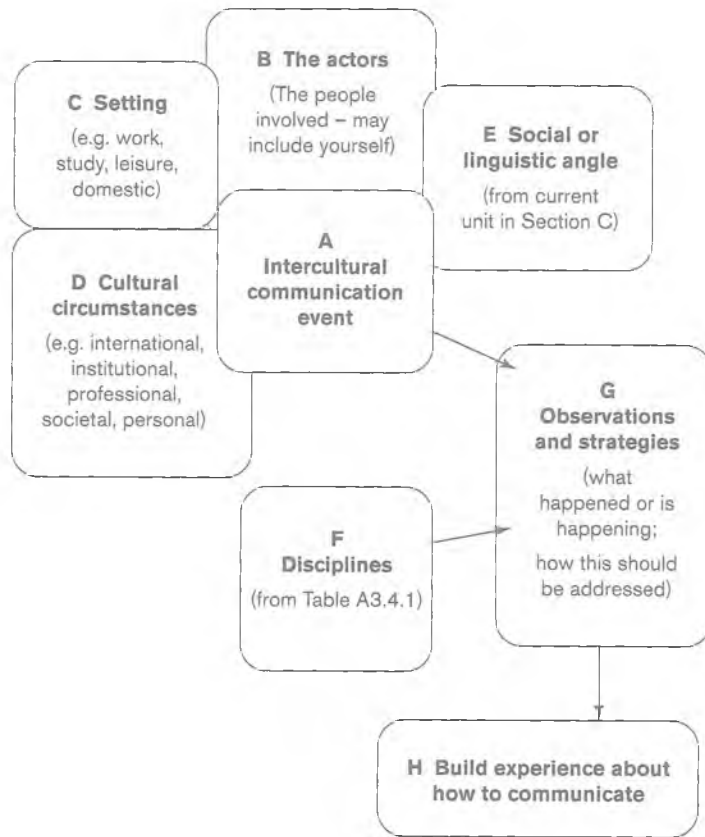 B The actors
(The people
involved – may
include yourself)
C Setting
(e.g. work,
study, leisure,
domestic)
E Social or
linguistic angle
(from current
unit in Section C)
A
Intercultural
communication
event
D Cultural
circumstances
(e.g. international,
institutional,
professional,
societal, personal)
G
Observations
and strategies
(what
happened or is
happening;
how this should
be addressed)
F
Disciplines
(from Table A3.4.1)
H Build experience about
how to communicate